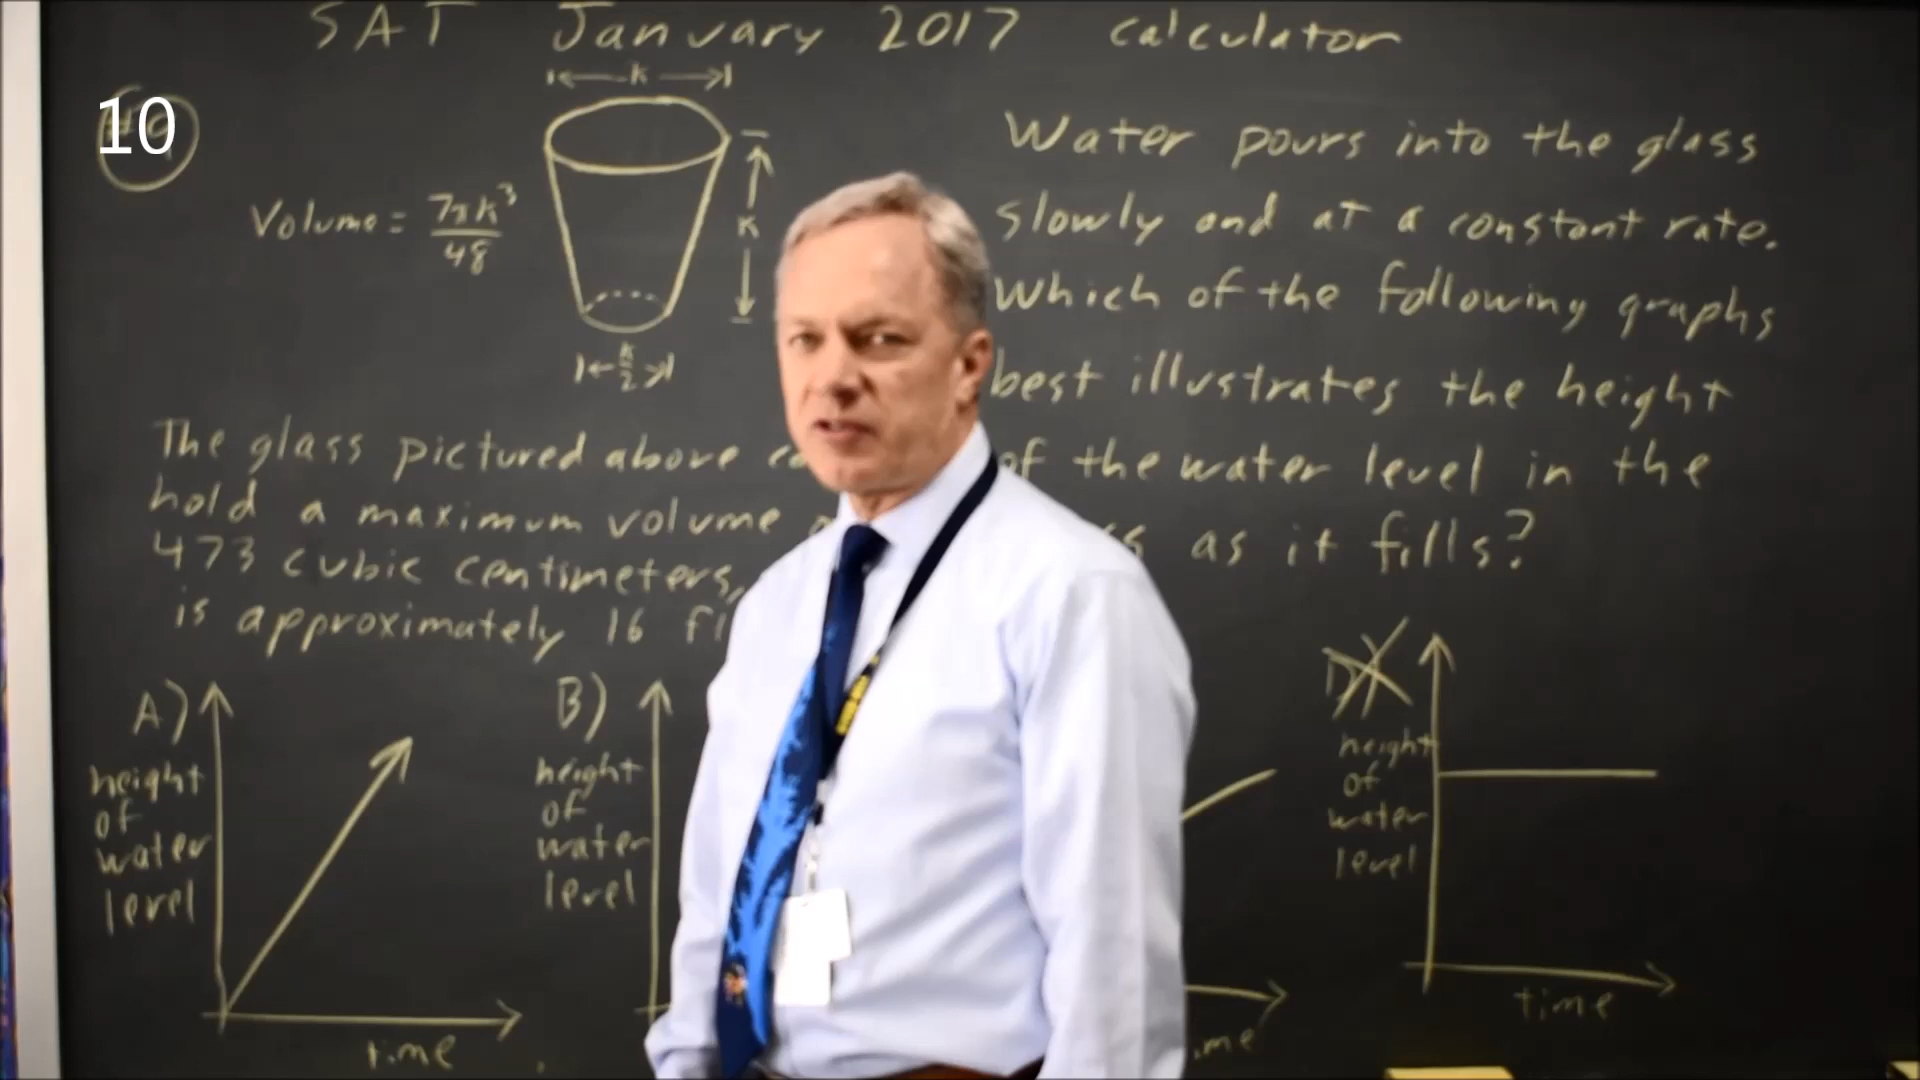 SAT January 2017 calculator
10
k
Volume = 7πk³/48
k
k/2
The glass pictured above
hold a maximum volume
473 cubic centimeters,
is approximately 16
Water pours into the glass
slowly and at a constant rate.
Which of the following graphs
best illustrates the height
of the water level in the
as it fills?
A)
height
of
water
level
time
B)
height
of
water
level
D)
height
of
water
level
time